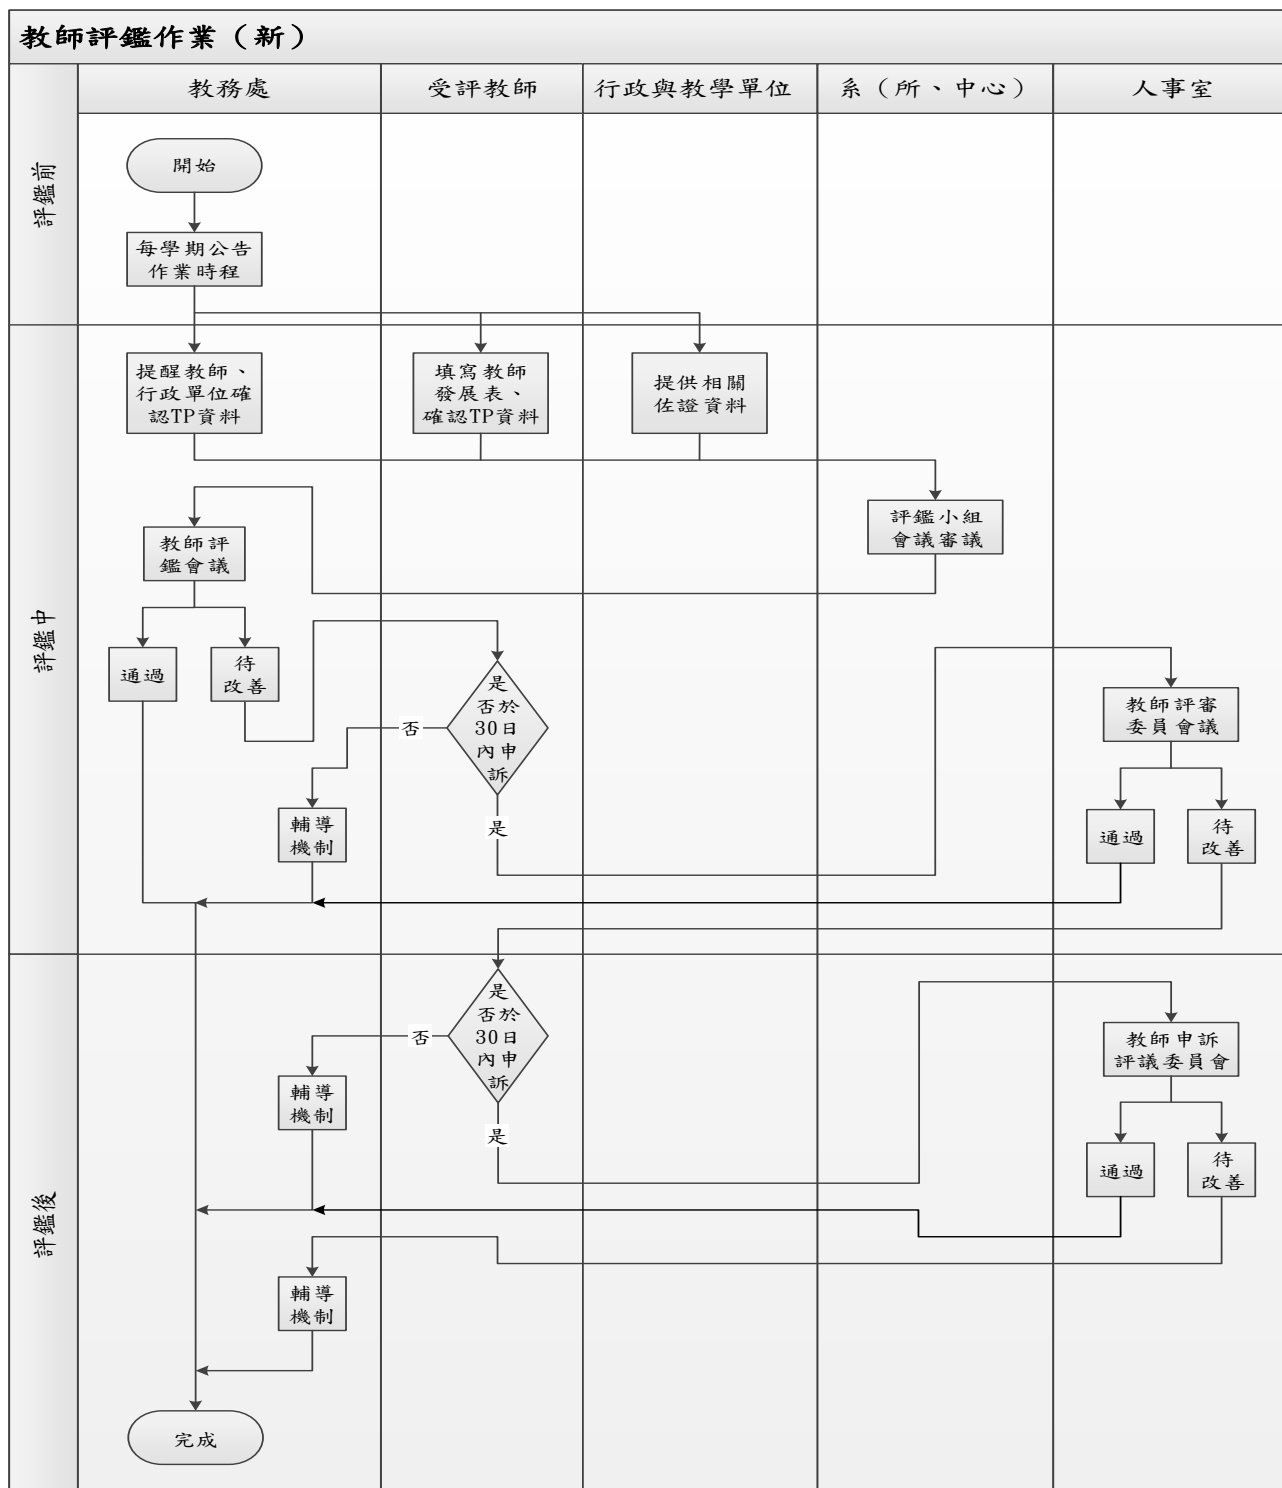 教師評鑑作業（新）
教務處
受評教師
行政與教學單位
系（所、中心）
人事室
評鑑前
開始
每學期公告
作業時程
評鑑中
提醒教師、
行政單位確
認TP資料
填寫教師
發展表、
確認TP資料
提供相關
佐證資料
評鑑小組
會議審議
教師評
鑑會議
通過
待
改善
是
否於
30日
內申
訴
否
是
輔導
機制
教師評審
委員會議
通過
待
改善
評鑑後
是
否於
30日
內申
訴
否
是
輔導
機制
教師申訴
評議委員會
通過
待
改善
輔導
機制
完成